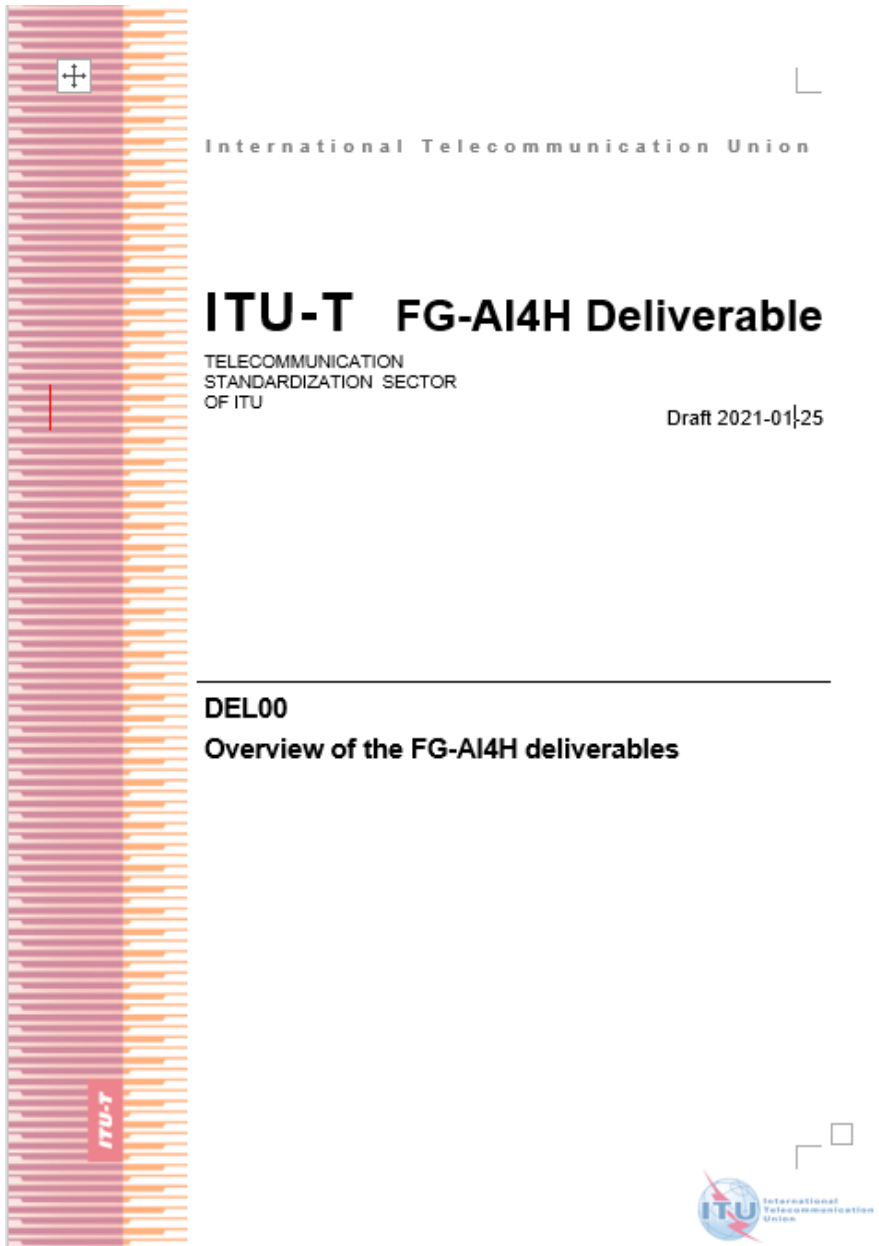 International Telecommunication Union
ITU-T FG-AI4H Deliverable
TELECOMMUNICATION
STANDARDIZATION SECTOR
OF ITU
Draft 2021-01-25
DEL00
Overview of the FG-AI4H deliverables
ITU-T
ITU
International
Telecommunication
Union